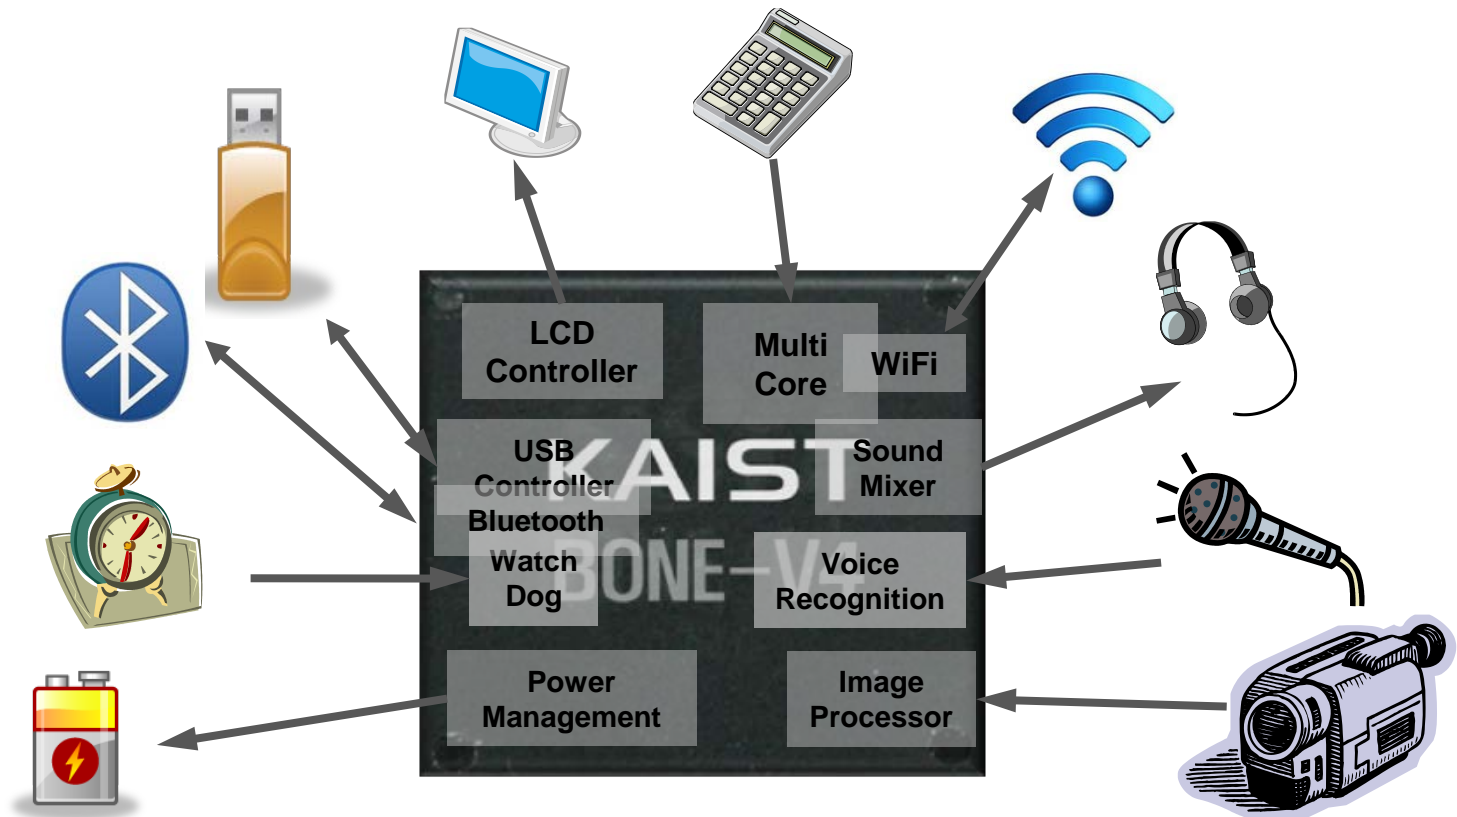 LCD
Controller
Multi
Core
WiFi
USB
Controller
Sound
Mixer
KAIST
Bluetooth
Watch
Dog
BONE-V4
Voice
Recognition
Power
Management
Image
Processor